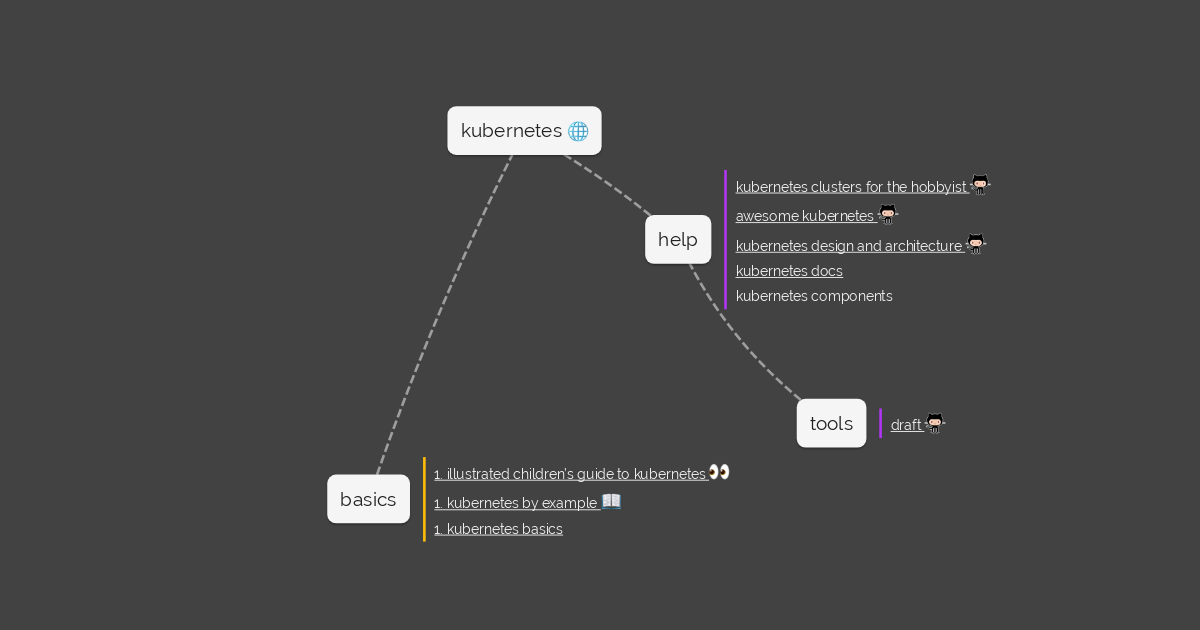 kubernetes
help
kubernetes clusters for the hobbyist
awesome kubernetes
kubernetes design and architecture
kubernetes docs
kubernetes components
tools
draft
basics
1. illustrated children's guide to kubernetes
1. kubernetes by example
1. kubernetes basics